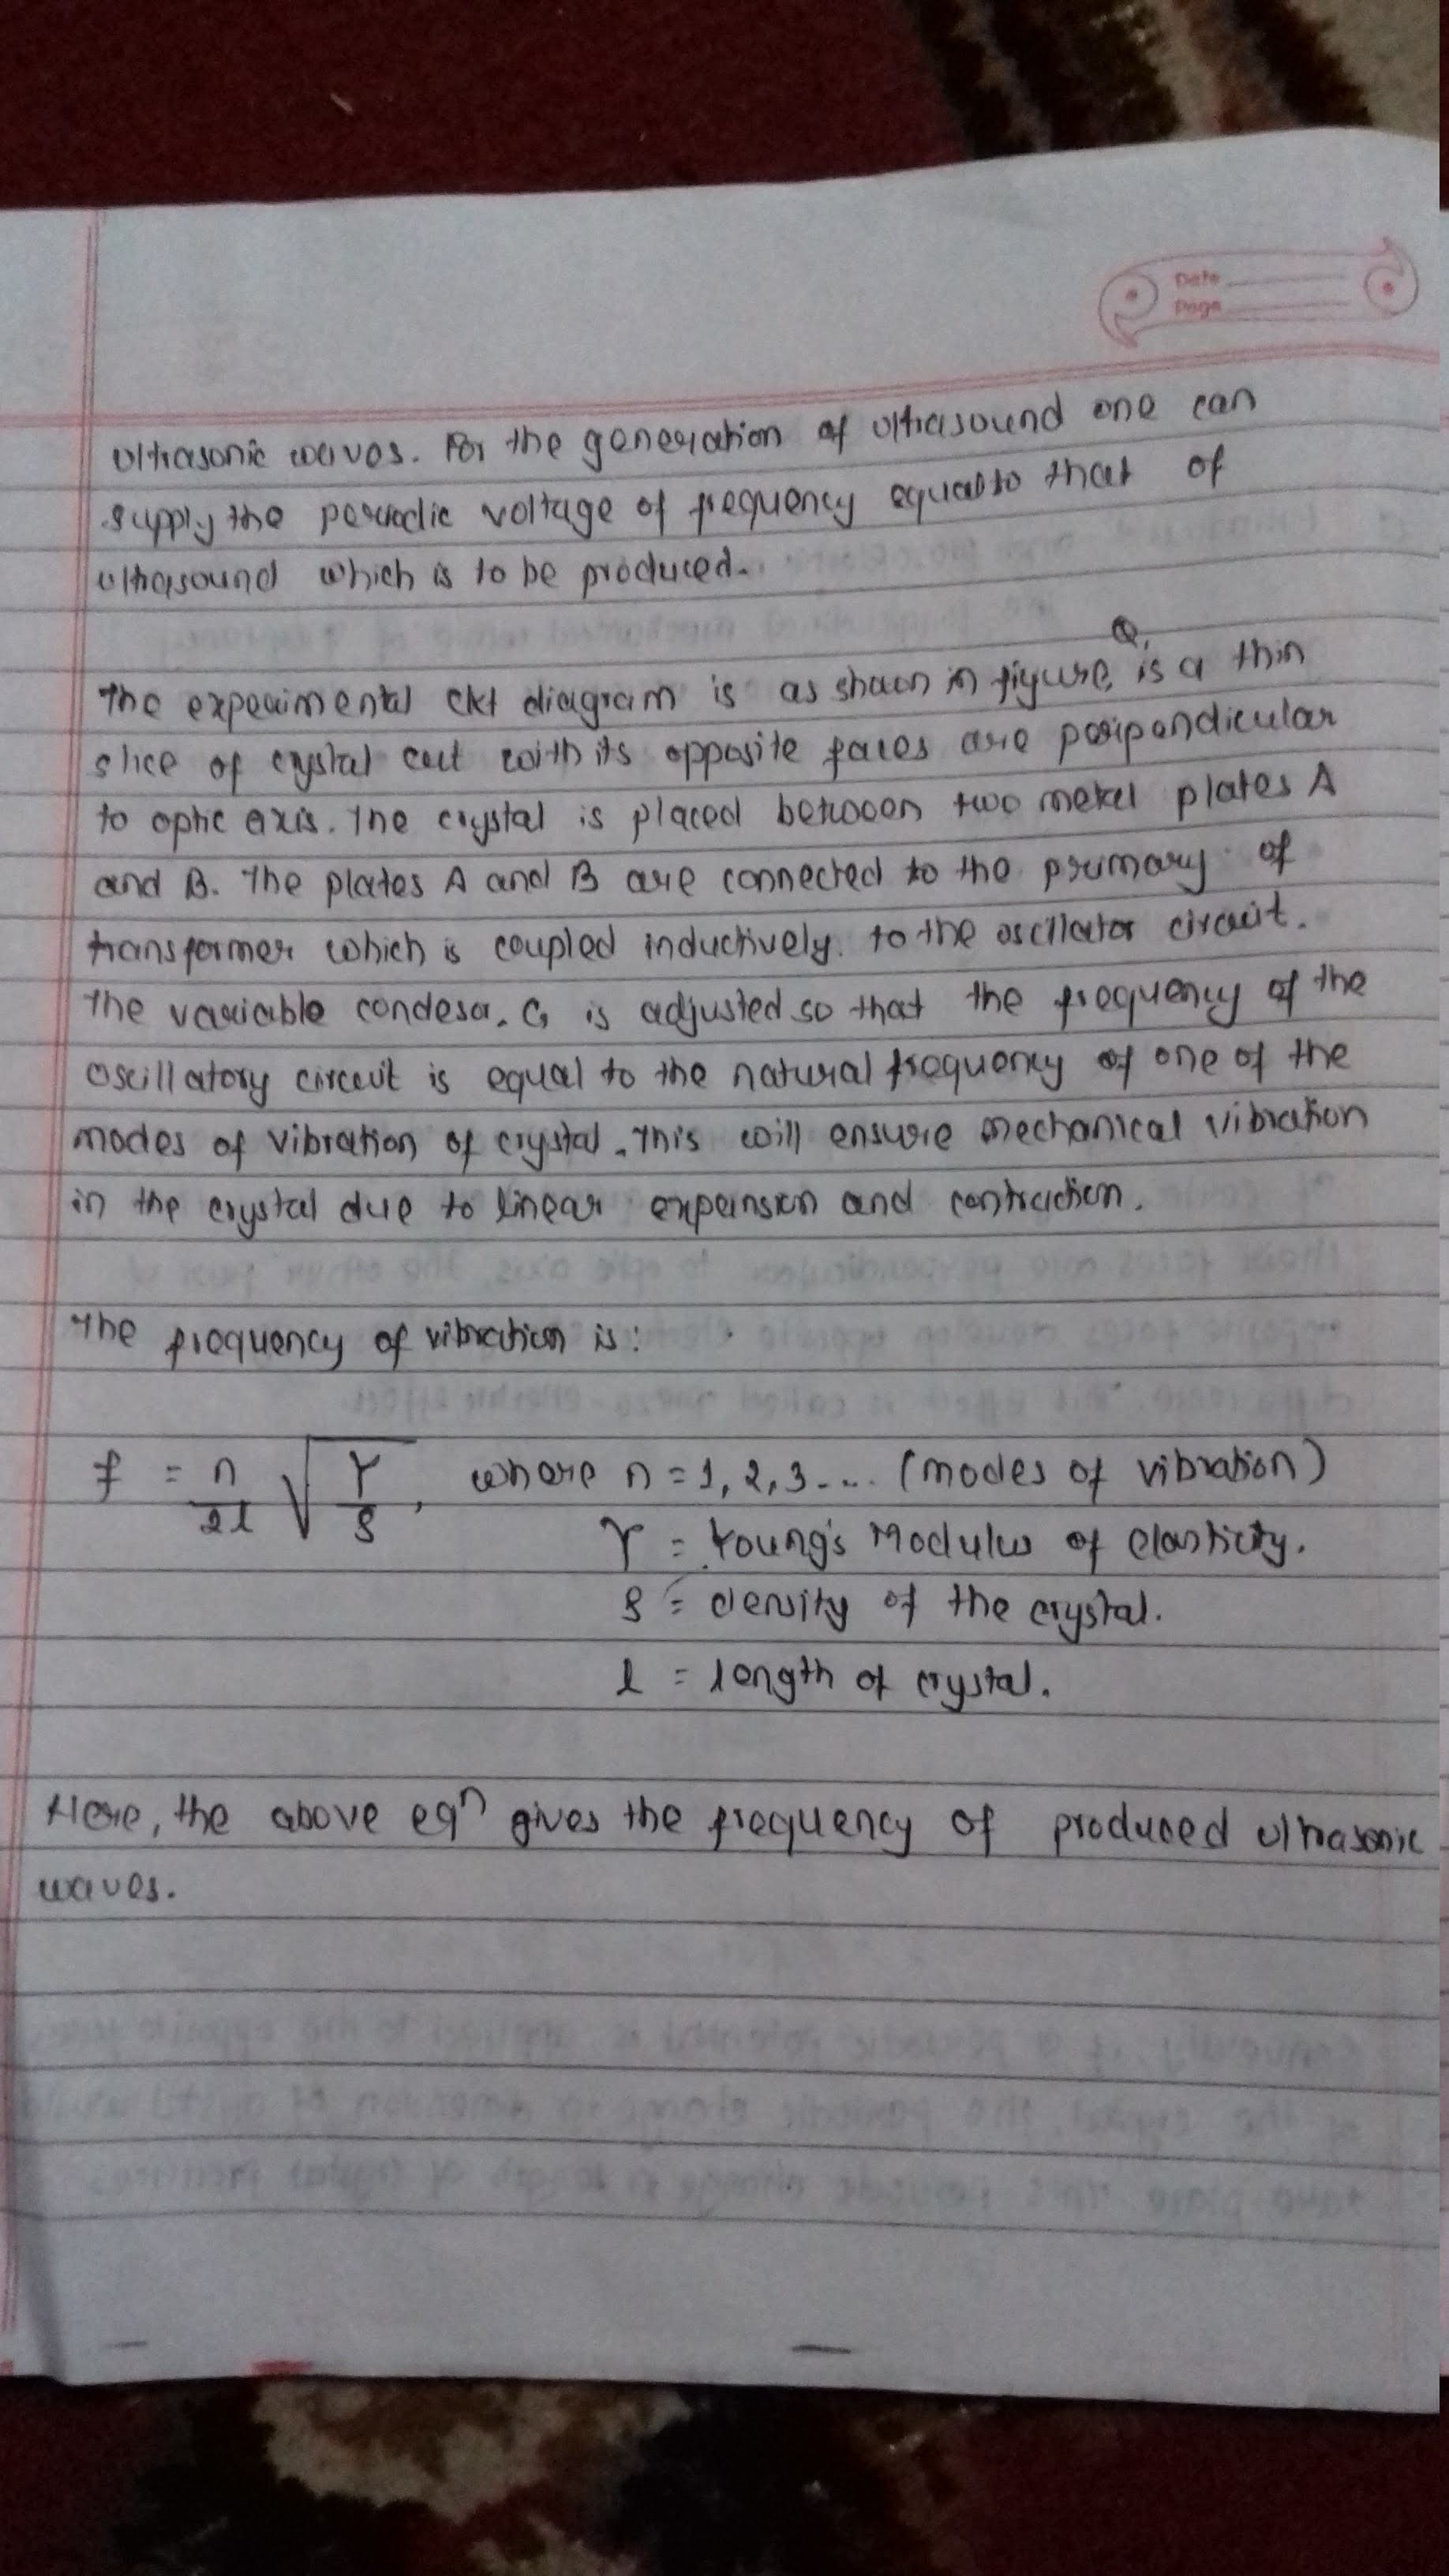 Date
Page
ultrasonic waves. For the generation of ultrasound one can
supply the periodic voltage of frequency equal to that of
ultrasound which is to be produced.
Q,
The experimental ckt diagram is as shown in figure, is a thin
slice of crystal cut with its opposite faces are peripendicular
to optic axis. The crystal is placed between two metal plates A
and B. The plates A and B are connected to the primary of
transformer which is coupled inductively. to the oscillator circuit.
The variable condesor. C₁ is adjusted so that the frequency of the
oscillatory circuit is equal to the natural frequency of one of the
modes of vibration of crystal. This will ensure mechanical vibration
in the crystal due to linear expansion and contraction.
The frequency of vibration is:
f = n/2l √(Y/ρ), where n = 1, 2, 3.... (modes of vibration)
Y = Young's Modulus of elasticity.
ρ = density of the crystal.
l = length of crystal.
Here, the above eqⁿ gives the frequency of produced ultrasonic
waves.